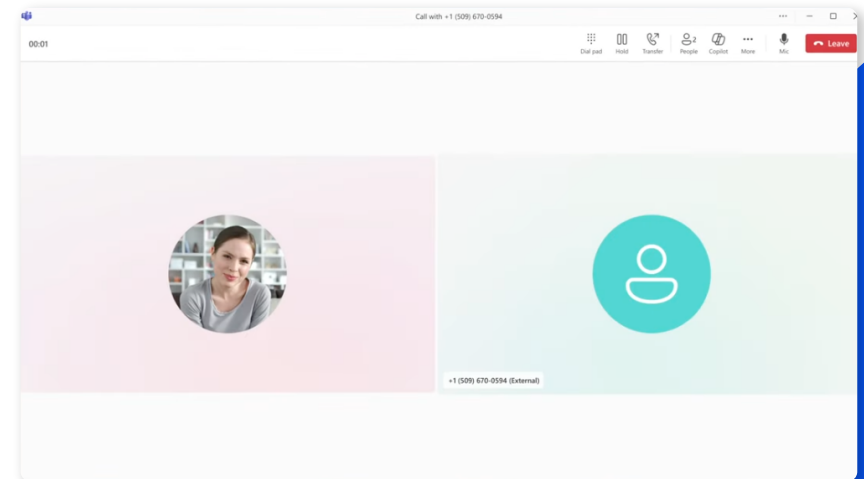 Call with +1 (509) 670-0594
00:01
Dial pad
Hold
Transfer
2
People
Copilot
More
Mic
Leave
+1 (509) 670-0594 (External)